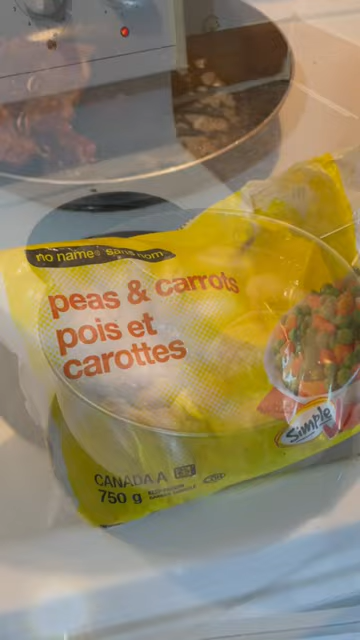 no name® sans nom
peas & carrots
pois et
carottes
Simple
CANADA A
750 g